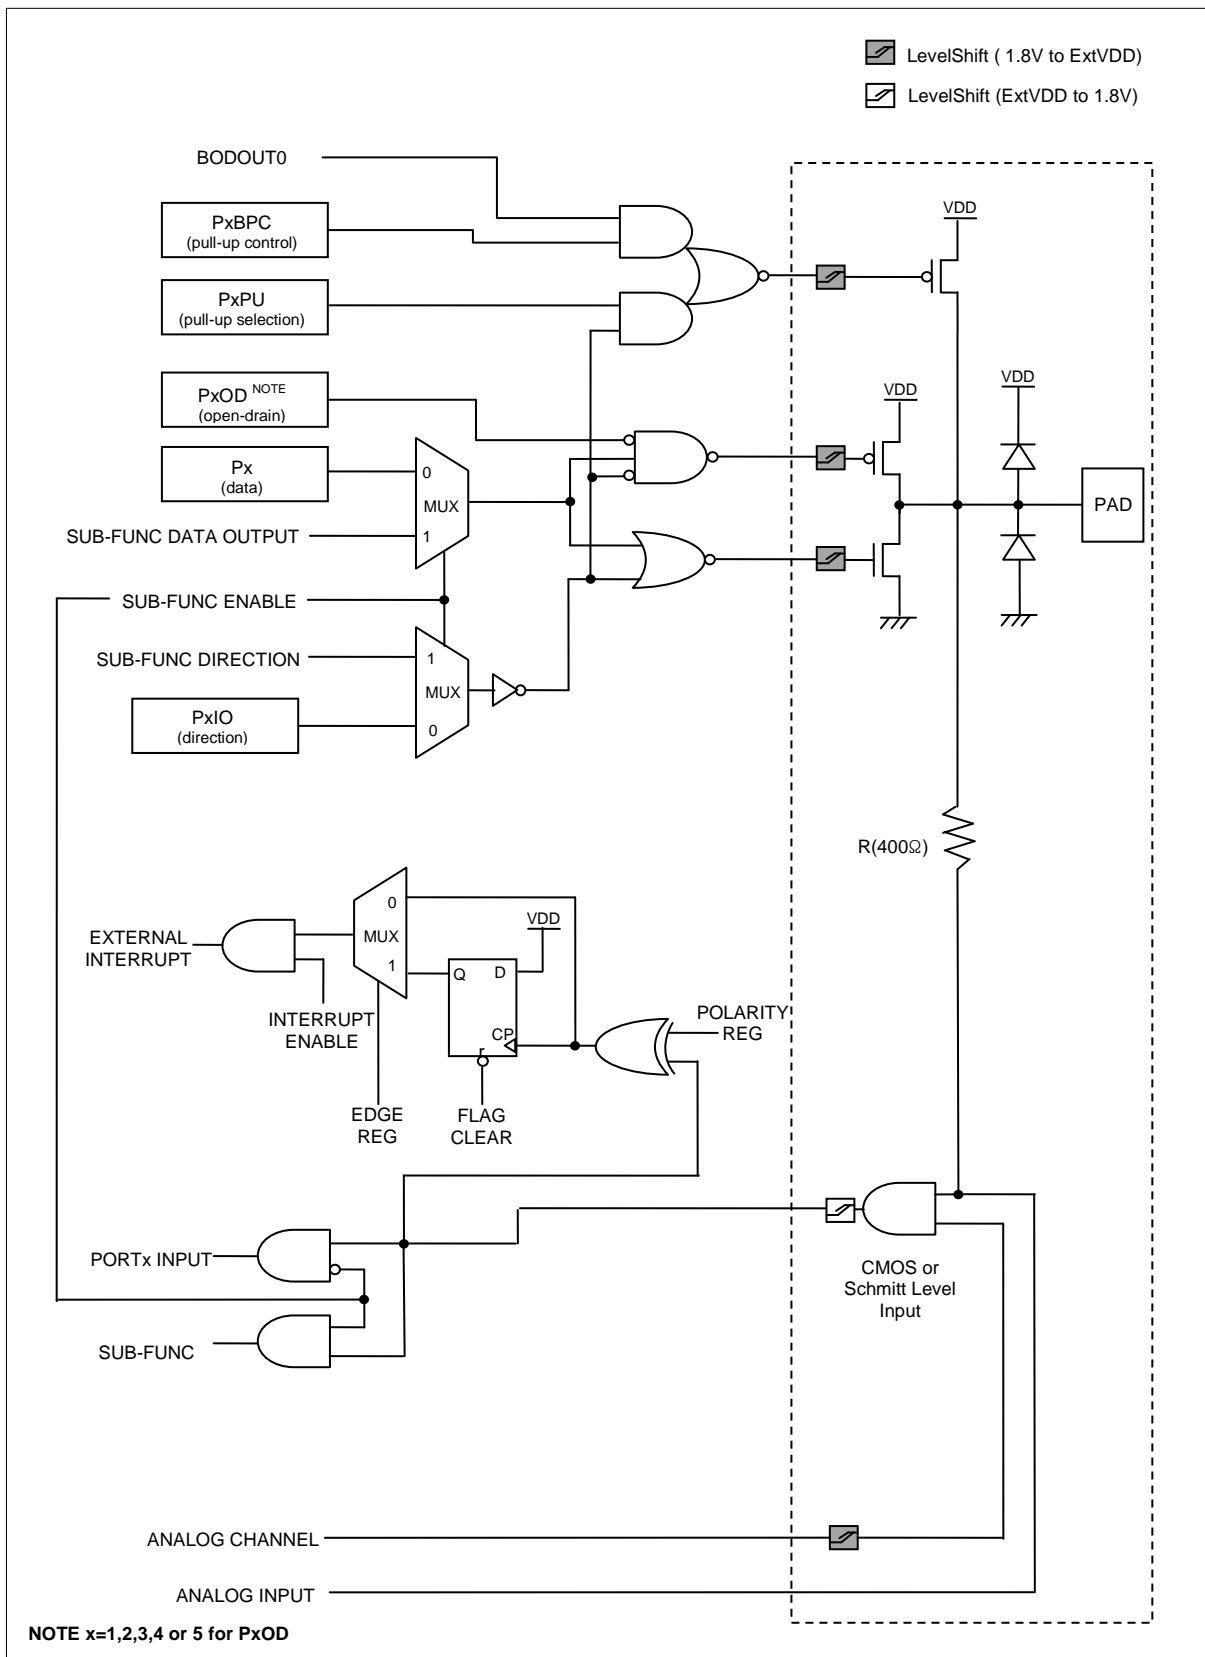 LevelShift ( 1.8V to ExtVDD)
LevelShift (ExtVDD to 1.8V)
BODOUT0
PxBPC
(pull-up control)
VDD
PxPU
(pull-up selection)
PxOD NOTE
(open-drain)
VDD
VDD
Px
(data)
0
MUX
1
SUB-FUNC DATA OUTPUT
PAD
SUB-FUNC ENABLE
SUB-FUNC DIRECTION
1
MUX
0
PxIO
(direction)
R(400Ω)
EXTERNAL
INTERRUPT
0
MUX
1
VDD
Q
D
CP
r
INTERRUPT
ENABLE
POLARITY
REG
EDGE
REG
FLAG
CLEAR
PORTx INPUT
CMOS or
Schmitt Level
Input
SUB-FUNC
ANALOG CHANNEL
ANALOG INPUT
NOTE x=1,2,3,4 or 5 for PxOD